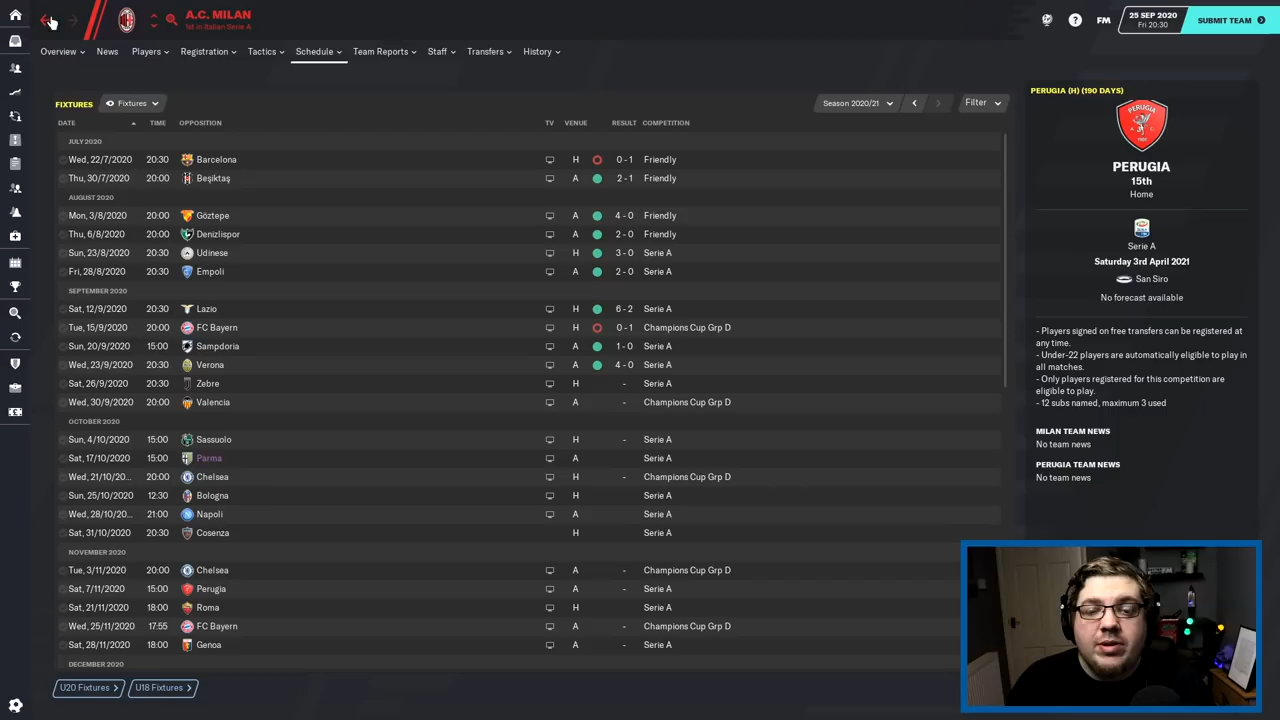 A.C. MILAN
1st in Italian Serie A
FM
25 SEP 2020
Fri 20:30
SUBMIT TEAM
Overview
News
Players
Registration
Tactics
Schedule
Team Reports
Staff
Transfers
History
FIXTURES
Fixtures
Season 2020/21
Filter
DATE TIME OPPOSITION TV VENUE RESULT COMPETITION
JULY 2020
Wed, 22/7/2020 20:30 Barcelona H 0 - 1 Friendly
Thu, 30/7/2020 20:00 Beşiktaş A 2 - 1 Friendly
AUGUST 2020
Mon, 3/8/2020 20:00 Göztepe A 4 - 0 Friendly
Thu, 6/8/2020 20:00 Denizlispor A 2 - 0 Friendly
Sun, 23/8/2020 20:30 Udinese H 3 - 0 Serie A
Fri, 28/8/2020 20:30 Empoli A 2 - 0 Serie A
SEPTEMBER 2020
Sat, 12/9/2020 20:30 Lazio H 6 - 2 Serie A
Tue, 15/9/2020 20:00 FC Bayern H 0 - 1 Champions Cup Grp D
Sun, 20/9/2020 15:00 Sampdoria A 1 - 0 Serie A
Wed, 23/9/2020 20:30 Verona A 4 - 0 Serie A
Sat, 26/9/2020 20:30 Zebre H - Serie A
Wed, 30/9/2020 20:00 Valencia A - Champions Cup Grp D
OCTOBER 2020
Sun, 4/10/2020 15:00 Sassuolo H - Serie A
Sat, 17/10/2020 15:00 Parma A - Serie A
Wed, 21/10/20... 20:00 Chelsea H - Champions Cup Grp D
Sun, 25/10/2020 12:30 Bologna H - Serie A
Wed, 28/10/20... 21:00 Napoli A - Serie A
Sat, 31/10/2020 20:30 Cosenza H Serie A
NOVEMBER 2020
Tue, 3/11/2020 20:00 Chelsea A - Champions Cup Grp D
Sat, 7/11/2020 15:00 Perugia A - Serie A
Sat, 21/11/2020 18:00 Roma H - Serie A
Wed, 25/11/2020 17:55 FC Bayern A - Champions Cup Grp D
Sat, 28/11/2020 18:00 Genoa A - Serie A
DECEMBER 2020
U20 Fixtures
U18 Fixtures
PERUGIA (H) (190 DAYS)
PERUGIA
PERUGIA
15th
Home
Serie A
Saturday 3rd April 2021
San Siro
No forecast available
- Players signed on free transfers can be registered at
any time.
- Under-22 players are automatically eligible to play in
all matches.
- Only players registered for this competition are
eligible to play.
- 12 subs named, maximum 3 used
MILAN TEAM NEWS
No team news
PERUGIA TEAM NEWS
No team news